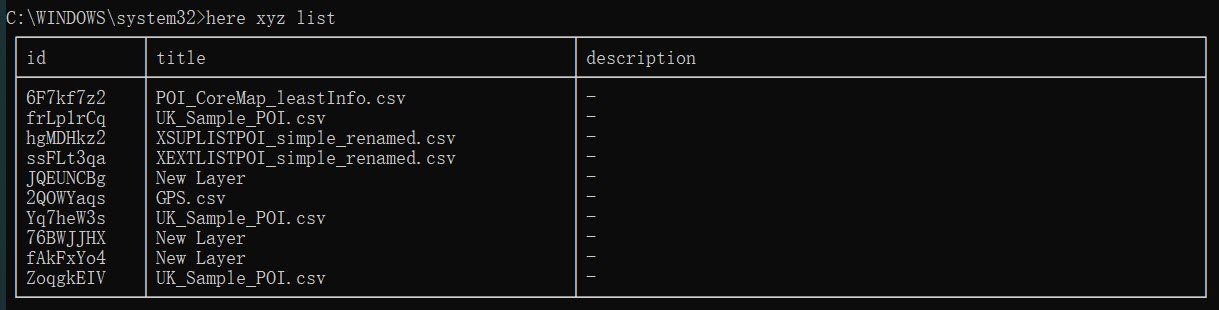 C:\WINDOWS\system32>here xyz list
id title description
6F7kf7z2 POI_CoreMap_leastInfo.csv -
frLp1rCq UK_Sample_POI.csv -
hgMDHkz2 XSUPLISTPOI_simple_renamed.csv -
ssFLt3qa XEXTLISTPOI_simple_renamed.csv -
JQEUNCBg New Layer -
2QOWYaqs GPS.csv -
Yq7heW3s UK_Sample_POI.csv -
76BWJJHX New Layer -
fAkFxYo4 New Layer -
ZoqgkEIV UK_Sample_POI.csv -